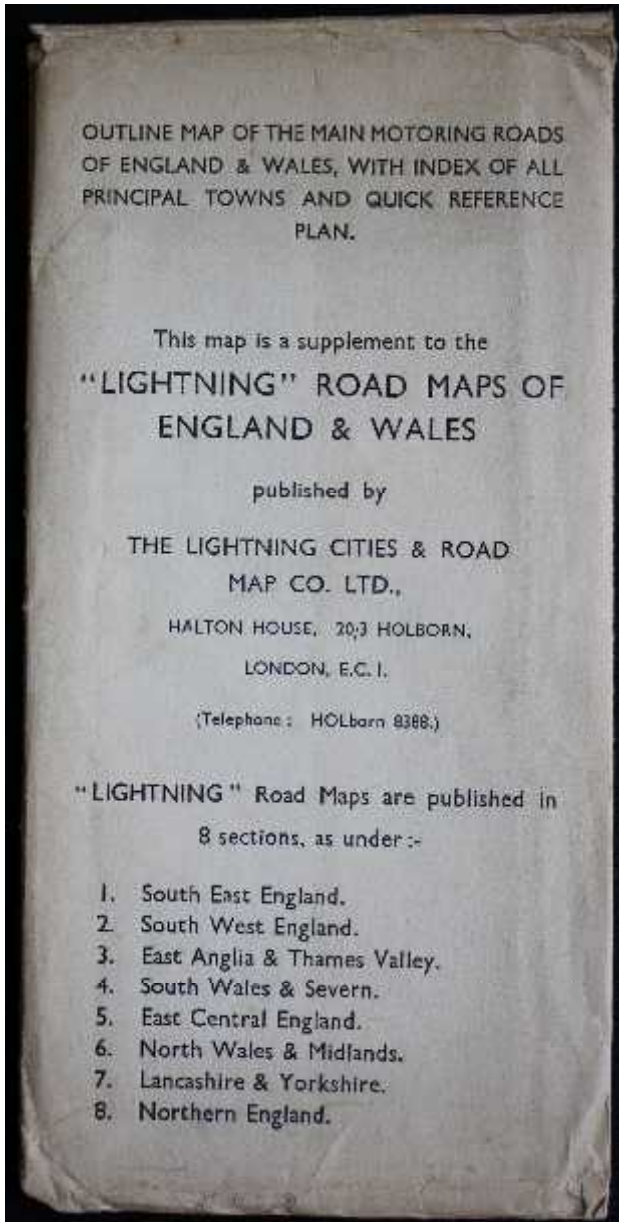 OUTLINE MAP OF THE MAIN MOTORING ROADS
OF ENGLAND & WALES, WITH INDEX OF ALL
PRINCIPAL TOWNS AND QUICK REFERENCE
PLAN.
This map is a supplement to the
"LIGHTNING" ROAD MAPS OF
ENGLAND & WALES
published by
THE LIGHTNING CITIES & ROAD
MAP CO. LTD.,
HALTON HOUSE, 20/3 HOLBORN,
LONDON, E.C.1.
(Telephone: HOLborn 8388.)
"LIGHTNING" Road Maps are published in
8 sections, as under:-
1. South East England.
2. South West England.
3. East Anglia & Thames Valley.
4. South Wales & Severn.
5. East Central England.
6. North Wales & Midlands.
7. Lancashire & Yorkshire.
8. Northern England.